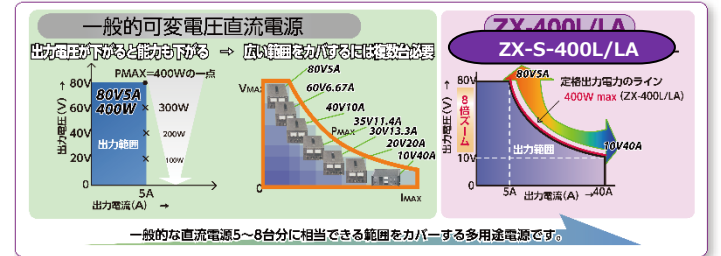 一般的可変電圧直流電源
出力電圧が下がると能力も下がる ⇒ 広い範囲をカバするには複数台必要
出力電圧(V) →
80V
60V
40V
20V
0
PMAX=400Wの一点
80V5A
400W
出力範囲
300W
200W
100W
5A
出力電流(A) →
VMAX
80V5A
60V6.67A
40V10A
35V11.4A
PMAX
30V13.3A
20V20A
10V40A
0
IMAX
ZX-400L/LA
ZX-S-400L/LA
出力電圧(V) →
80V
8倍ズーム
10V
0
80V5A
定格出力電力のライン
400W max (ZX-400L/LA)
10V40A
出力範囲
5A
出力電流(A) →
40A
一般的な直流電源5〜8台分に相当できる範囲をカバーする多用途電源です。